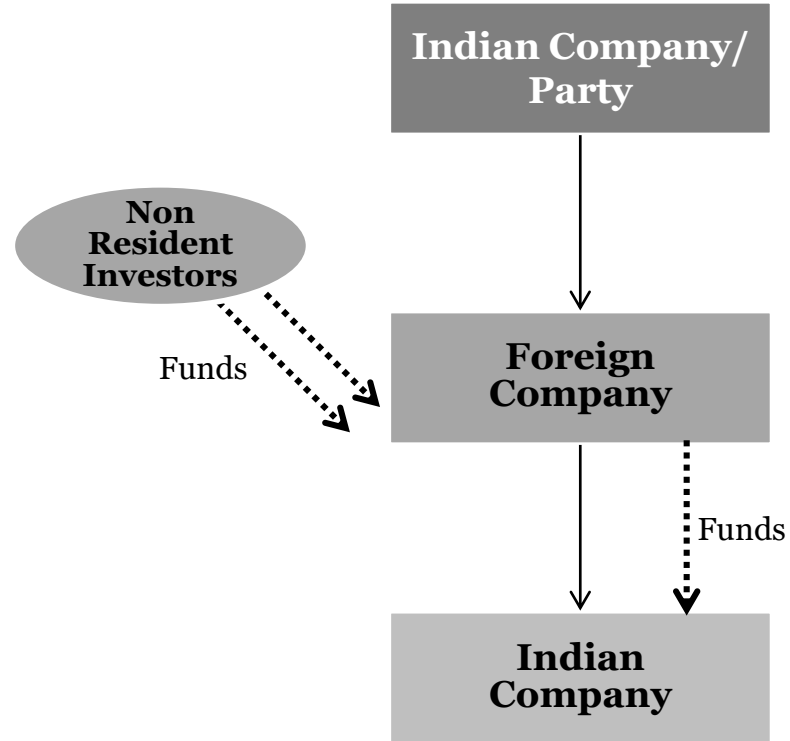 Indian Company/
Party
Non
Resident
Investors
Funds
Foreign
Company
Funds
Indian
Company